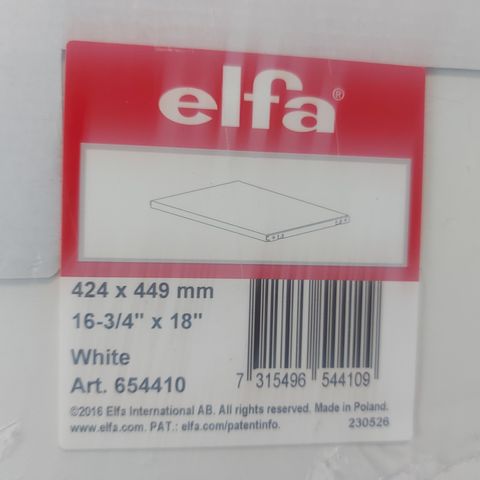 elfa®
424 x 449 mm
16-3/4" x 18"
White
Art. 654410
7 315496 544109
©2016 Elfa International AB. All rights reserved. Made in Poland.
www.elfa.com. PAT.: elfa.com/patentinfo. 230526